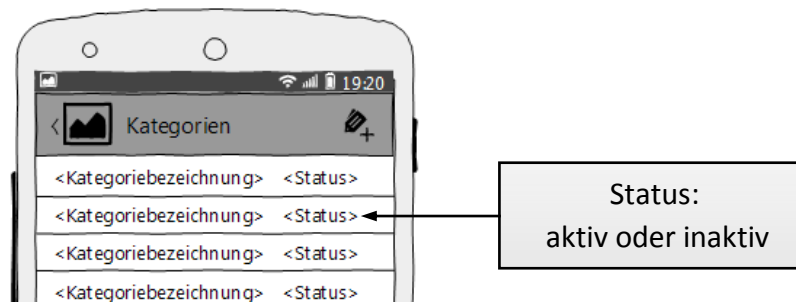 19:20
Kategorien
<Kategoriebezeichnung> <Status>
<Kategoriebezeichnung> <Status>
<Kategoriebezeichnung> <Status>
<Kategoriebezeichnung> <Status>
Status:
aktiv oder inaktiv